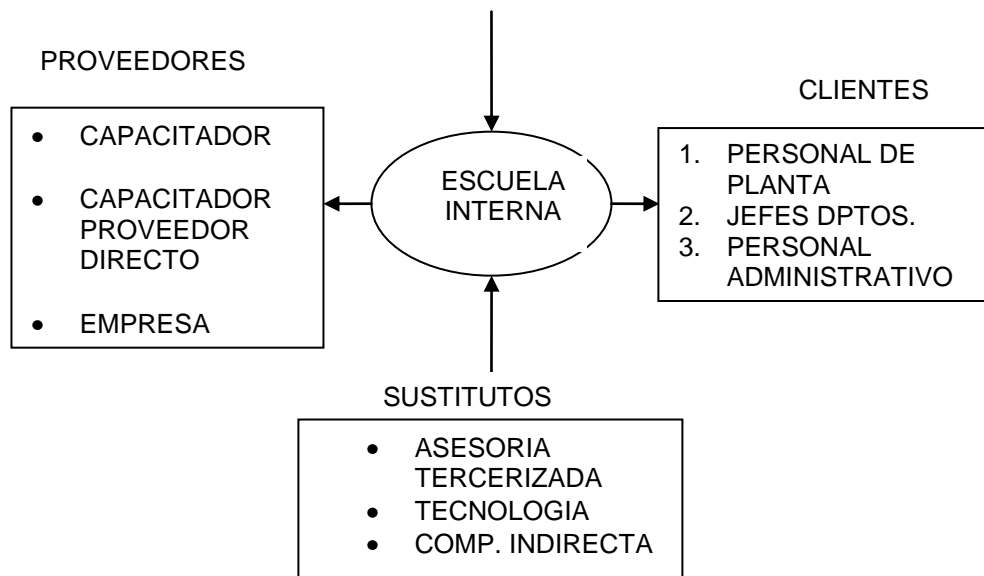 PROVEEDORES
• CAPACITADOR
• CAPACITADOR
PROVEEDOR
DIRECTO
• EMPRESA
ESCUELA
INTERNA
CLIENTES
1. PERSONAL DE
PLANTA
2. JEFES DPTOS.
3. PERSONAL
ADMINISTRATIVO
SUSTITUTOS
• ASESORIA
TERCERIZADA
• TECNOLOGIA
• COMP. INDIRECTA